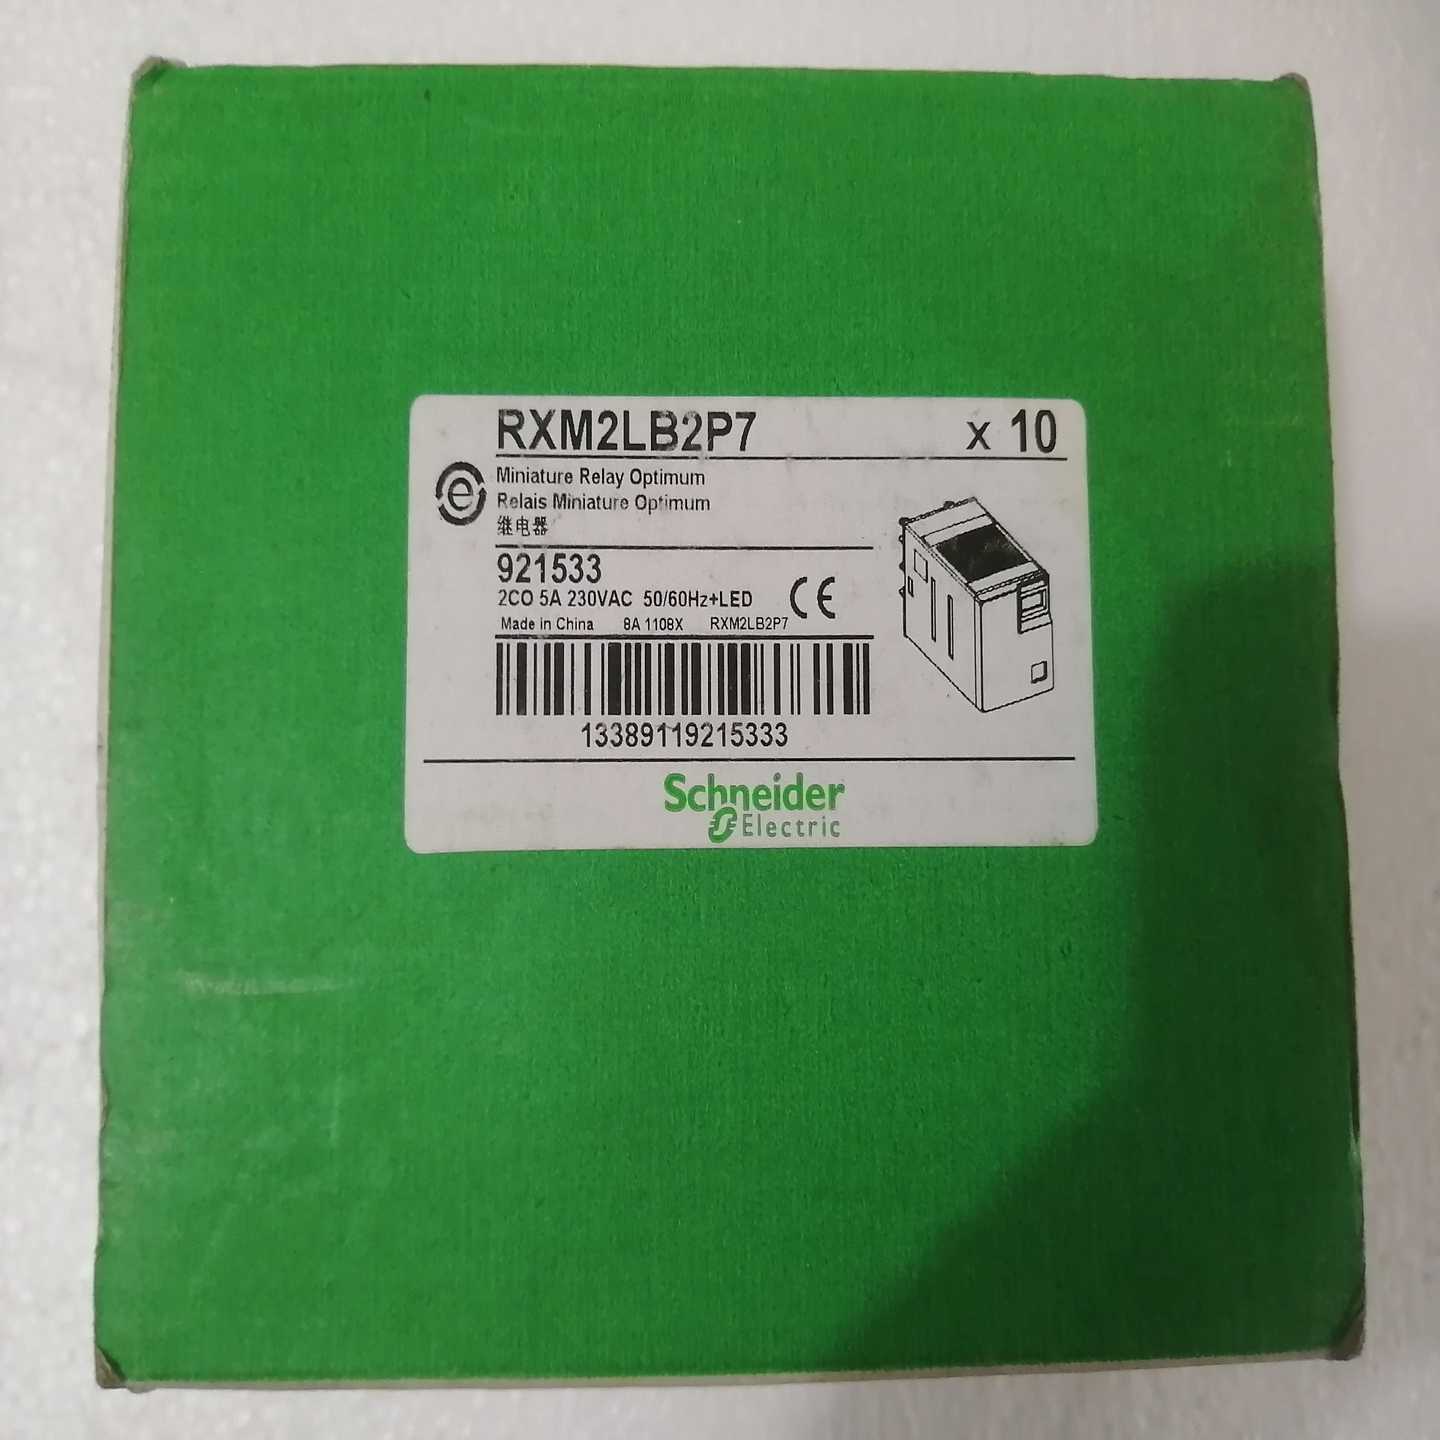 RXM2LB2P7 x 10
Miniature Relay Optimum
e
Relais Miniature Optimum
继电器
921533
2CO 5A 230VAC 50/60Hz+LED CE
Made in China 8A 1108X RXM2LB2P7
13389119215333
Schneider
Electric